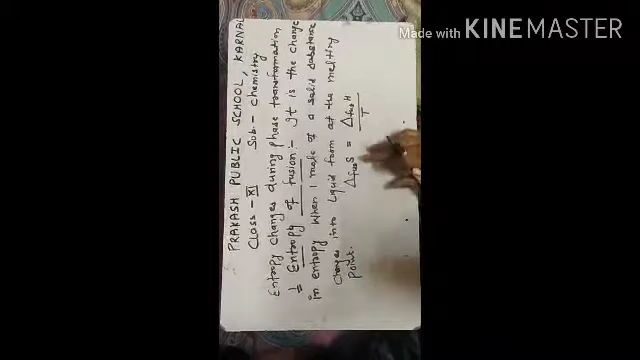 Made with KINEMASTER
PRAKASH PUBLIC SCHOOL, KARNAL
Class - XI Sub. - Chemistry
Entropy changes during phase transformation,
1 Entropy of fusion:- It is the change
in entropy when 1 mole of a solid substance
changes into liquid form at the melting
point.
ΔfusS = ΔfusH
T